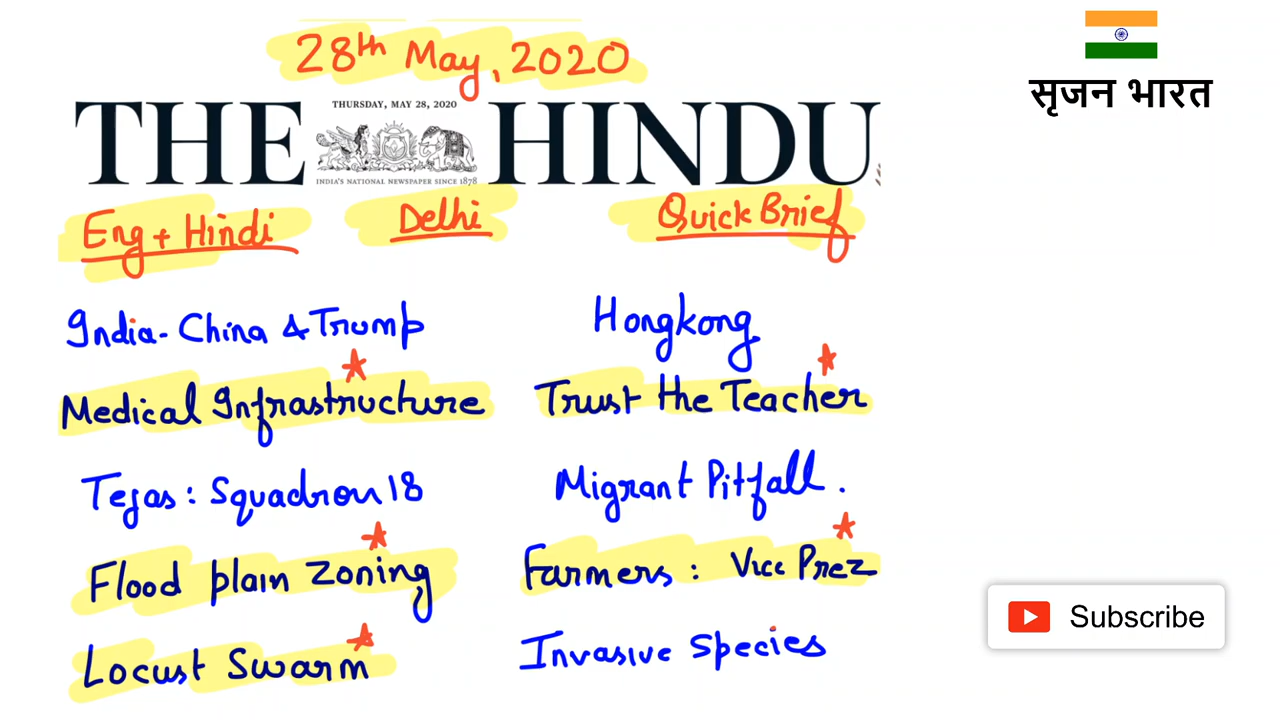 28th May, 2020
सृजन भारत
THURSDAY, MAY 28, 2020
THE HINDU
INDIA'S NATIONAL NEWSPAPER SINCE 1878
Eng + Hindi Delhi Quick Brief
India-China & Trump
Hongkong
Medical Infrastructure
Trust the Teacher
Tejas: Squadron 18
Migrant Pitfall.
Flood plain Zoning
Farmers: Vice Prez
Locust Swarm
Invasive Species
Subscribe